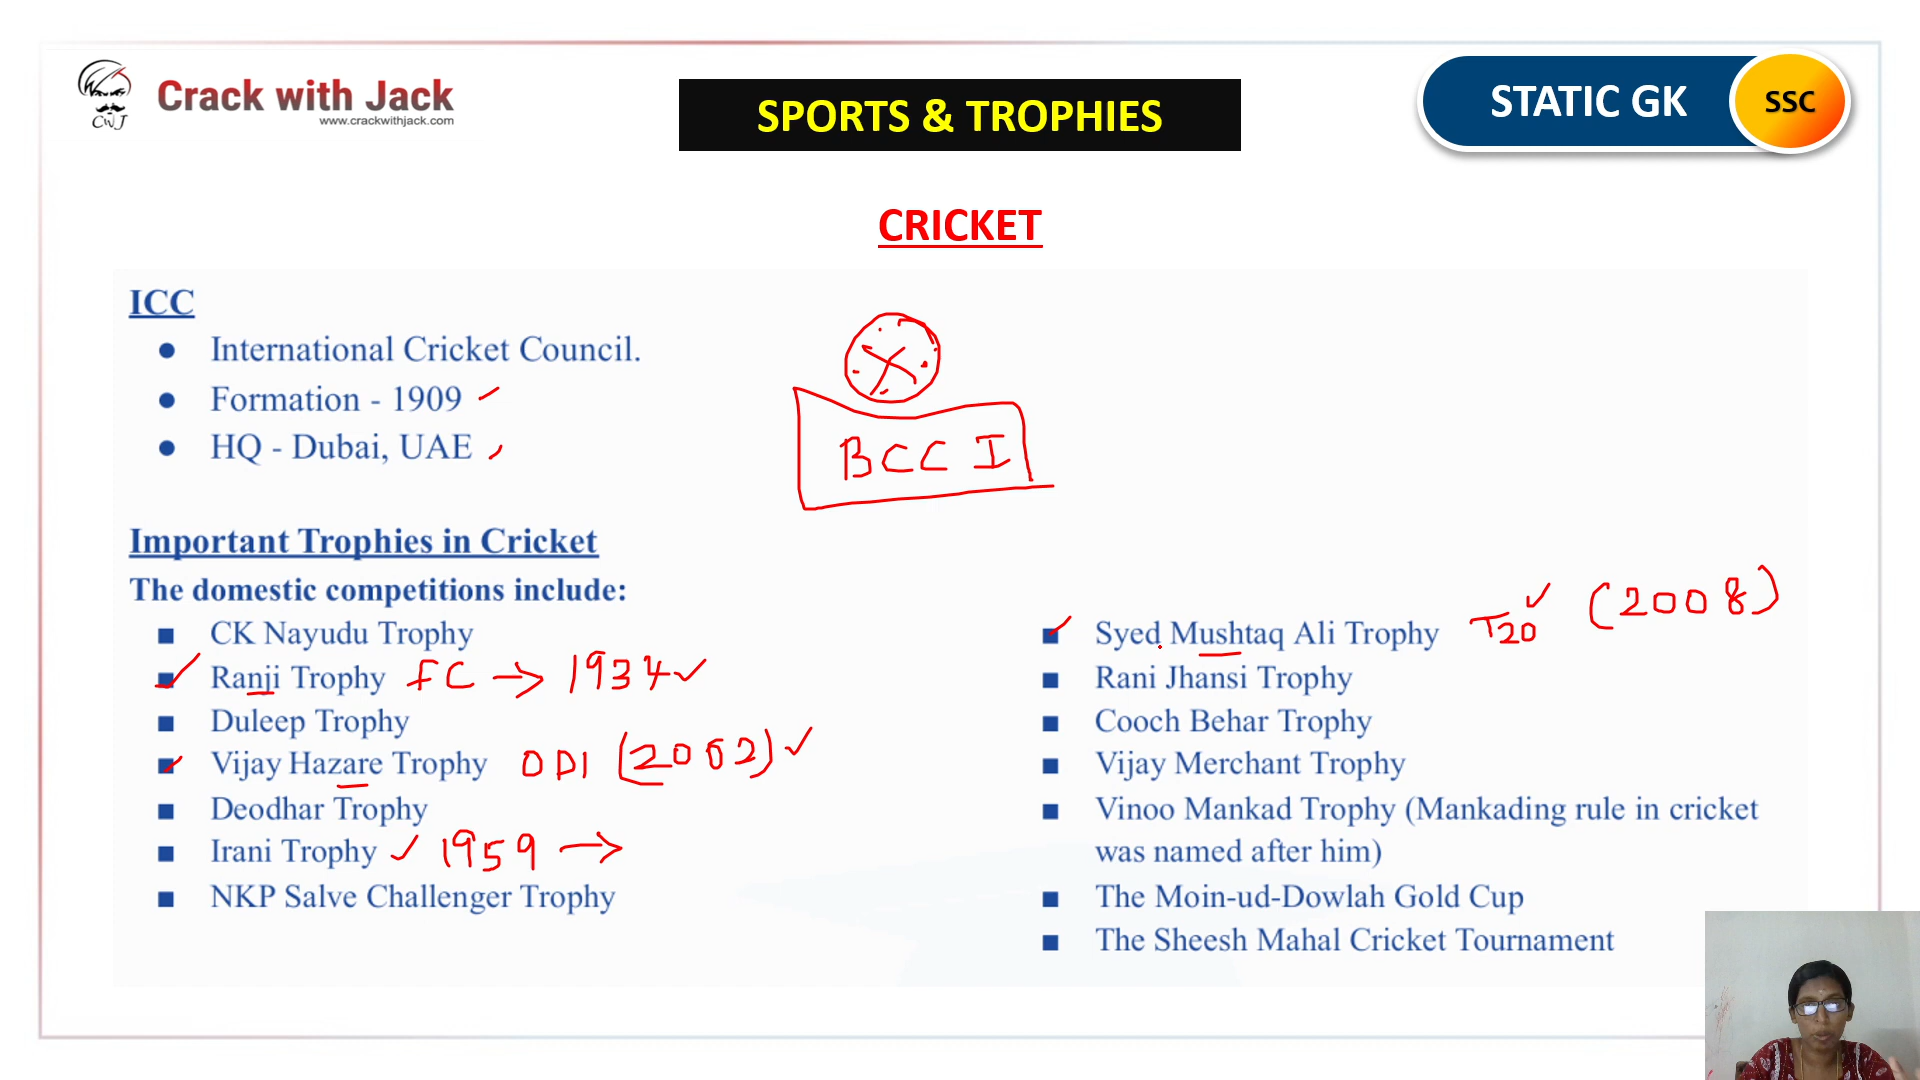 Crack with Jack
www.crackwithjack.com
CWJ
SPORTS & TROPHIES
STATIC GK
SSC
CRICKET
ICC
● International Cricket Council.
● Formation - 1909
● HQ - Dubai, UAE
BCCI
Important Trophies in Cricket
The domestic competitions include:
■ CK Nayudu Trophy
■ Ranji Trophy FC → 1934
■ Duleep Trophy
■ Vijay Hazare Trophy ODI (2002)
■ Deodhar Trophy
■ Irani Trophy 1959 →
■ NKP Salve Challenger Trophy
■ Syed Mushtaq Ali Trophy T20 (2008)
■ Rani Jhansi Trophy
■ Cooch Behar Trophy
■ Vijay Merchant Trophy
■ Vinoo Mankad Trophy (Mankading rule in cricket
was named after him)
■ The Moin-ud-Dowlah Gold Cup
■ The Sheesh Mahal Cricket Tournament